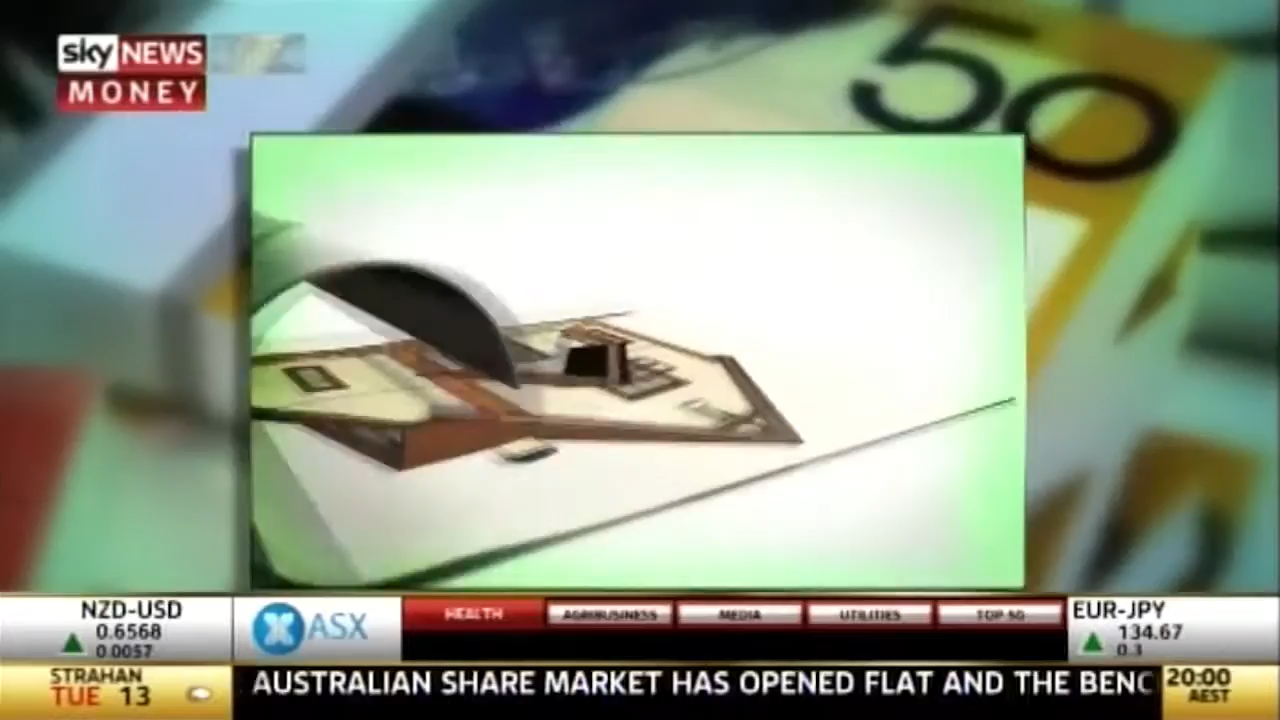 sky NEWS
MONEY
50
NZD-USD
0.6568
0.0057
ASX
HEALTH
AGRIBUSINESS
MEDIA
UTILITIES
TOP 50
EUR-JPY
134.67
0.3
STRAHAN
TUE 13
AUSTRALIAN SHARE MARKET HAS OPENED FLAT AND THE BENC
20:00
AEST